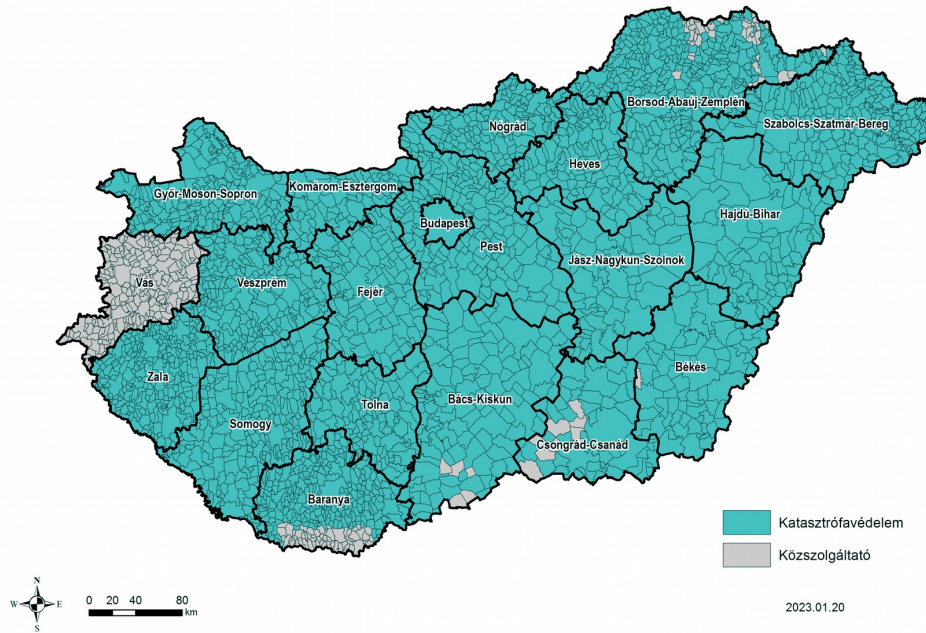 Borsod-Abaúj-Zemplén
Szabolcs-Szatmár-Bereg
Nógrád
Heves
Győr-Moson-Sopron
Komárom-Esztergom
Hajdú-Bihar
Budapest
Pest
Jász-Nagykun-Szolnok
Vas
Veszprém
Fejér
Békés
Zala
Tolna
Bács-Kiskun
Somogy
Csongrád-Csanád
Baranya
Katasztrófavédelem
Közszolgáltató
N
W
E
S
0 20 40 80
km
2023.01.20